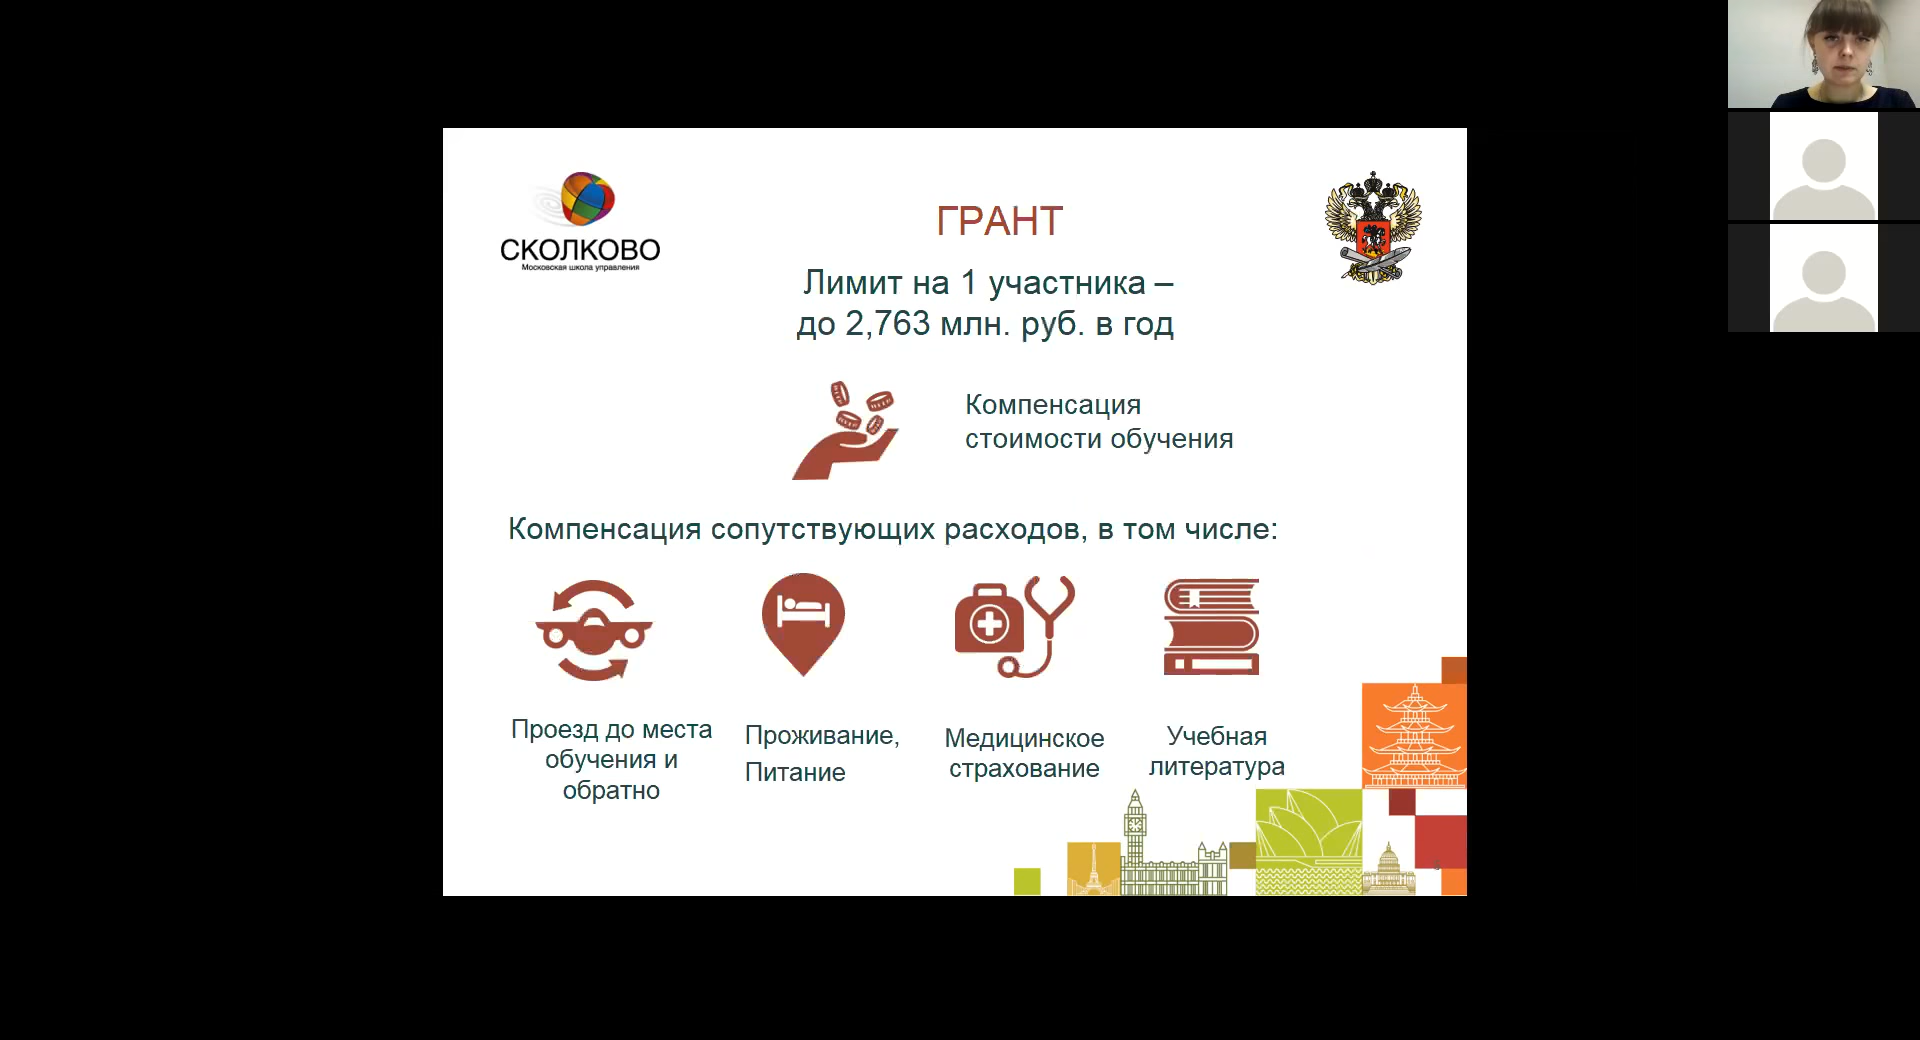 СКОЛКОВО
Московская школа управления
ГРАНТ
Лимит на 1 участника –
до 2,763 млн. руб. в год
Компенсация
стоимости обучения
Компенсация сопутствующих расходов, в том числе:
Проезд до места
обучения и
обратно
Проживание,
Питание
Медицинское
страхование
Учебная
литература